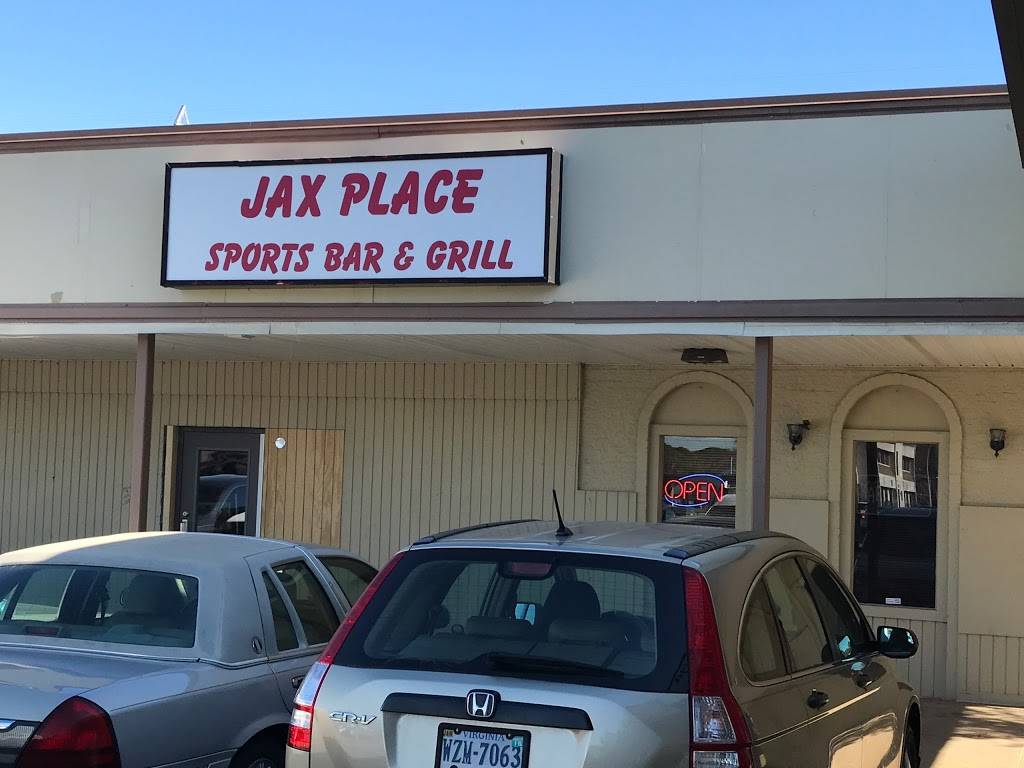 JAX PLACE
SPORTS BAR & GRILL
OPEN
CR-V
VIRGINIA
WZM-7063